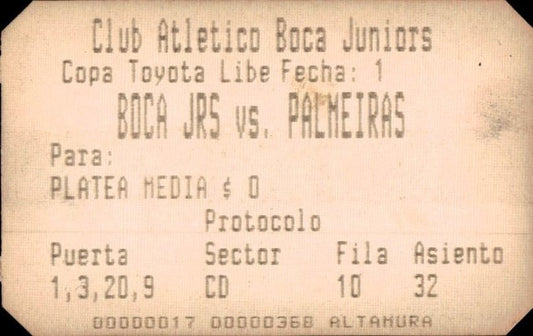 Club Atletico Boca Juniors
Copa Toyota Libe Fecha: 1
BOCA JRS vs. PALMEIRAS
Para:
PLATEA MEDIA $ 0
Protocolo
Puerta Sector Fila Asiento
1,3,20,9 CD 10 32
00000017 00000368 ALTAMURA